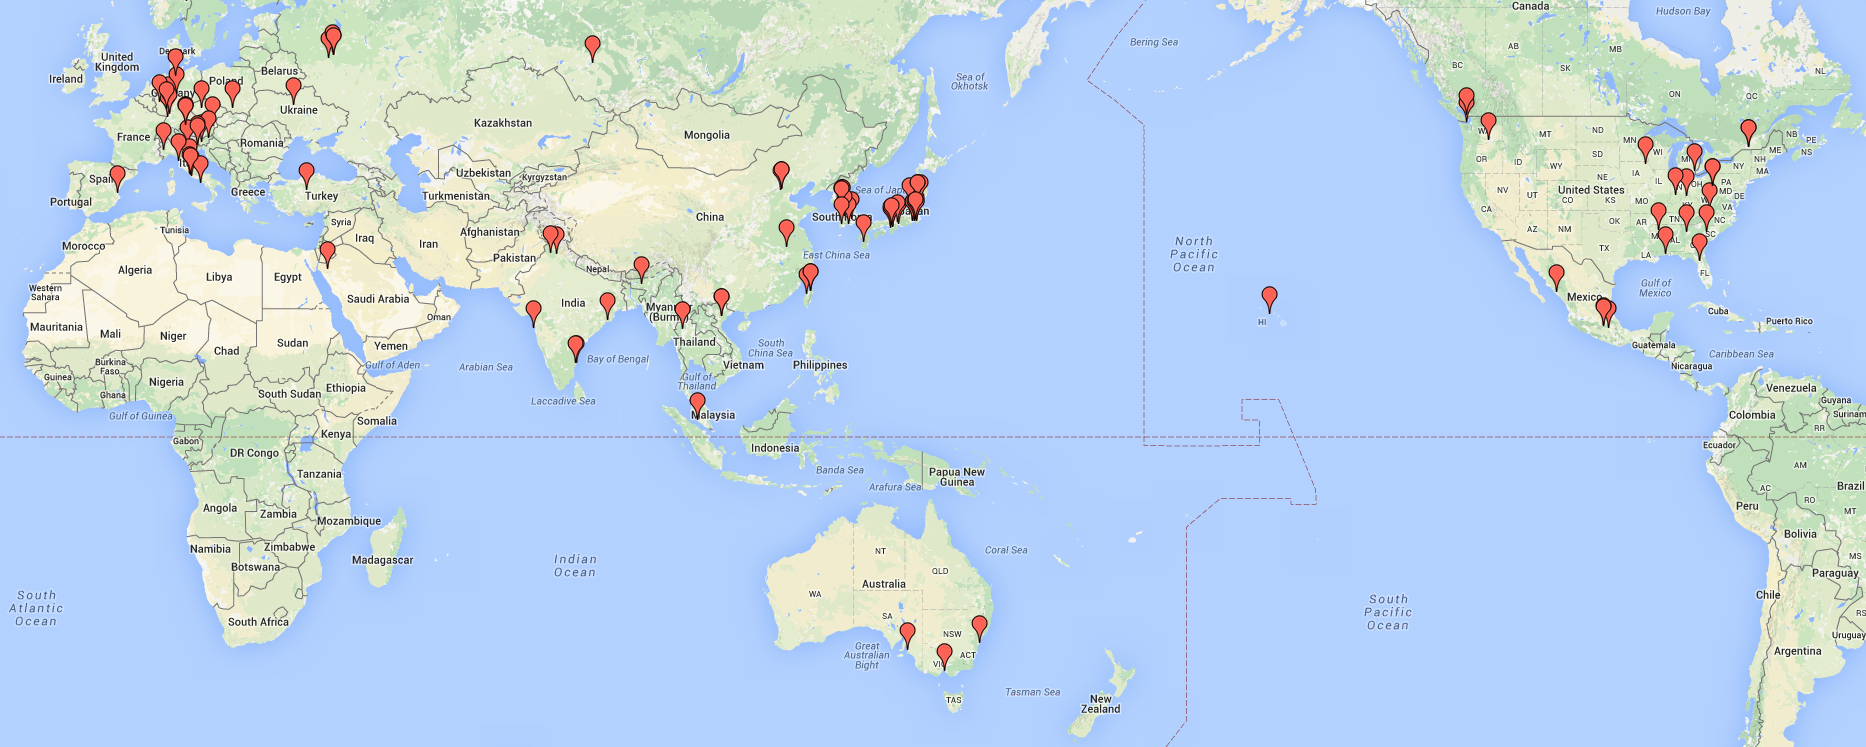 Canada
Hudson Bay
Bering Sea
Sea of
Okhotsk
AB
MB
BC
SK
NL
ON
QC
NB
PE
NS
ME
United
Kingdom
Ireland
Poland
Belarus
Ukraine
France
Romania
Spain
Portugal
Greece
Turkey
Kazakhstan
Mongolia
Uzbekistan
Kyrgyzstan
Turkmenistan
China
Sea of Japan
East China Sea
Afghanistan
Pakistan
Iran
Iraq
Syria
Nepal
India
Tunisia
Morocco
Algeria
Libya
Egypt
Western
Sahara
Saudi Arabia
Oman
Yemen
Mauritania
Mali
Niger
Chad
Sudan
Burkina
Faso
Guinea
Ghana
Nigeria
Ethiopia
South Sudan
Somalia
Gulf of Aden
Gulf of Guinea
Gabon
DR Congo
Kenya
Tanzania
Angola
Zambia
Mozambique
Namibia
Zimbabwe
Botswana
Madagascar
South Africa
South
Atlantic
Ocean
Indian
Ocean
Arabian Sea
Bay of Bengal
Laccadive Sea
Thailand
Gulf of
Thailand
Vietnam
South
China Sea
Philippines
Malaysia
Indonesia
Banda Sea
Arafura Sea
Papua New
Guinea
Coral Sea
Australia
NT
QLD
WA
SA
NSW
ACT
Great
Australian
Bight
TAS
Tasman Sea
New
Zealand
North
Pacific
Ocean
HI
South
Pacific
Ocean
United States
MT
ND
OR
ID
WY
SD
WI
NE
IA
IL
NV
UT
CO
KS
MO
CA
AZ
NM
OK
AR
TN
NC
SC
TX
LA
AL
FL
NY
NH
MA
PA
MD
DE
VA
Mexico
Gulf of
Mexico
Cuba
Puerto Rico
Guatemala
Caribbean Sea
Nicaragua
Venezuela
Guyana
Colombia
RR
Ecuador
AM
AC
Brazil
RO
Peru
MT
Bolivia
MS
Paraguay
Chile
Uruguay
Argentina